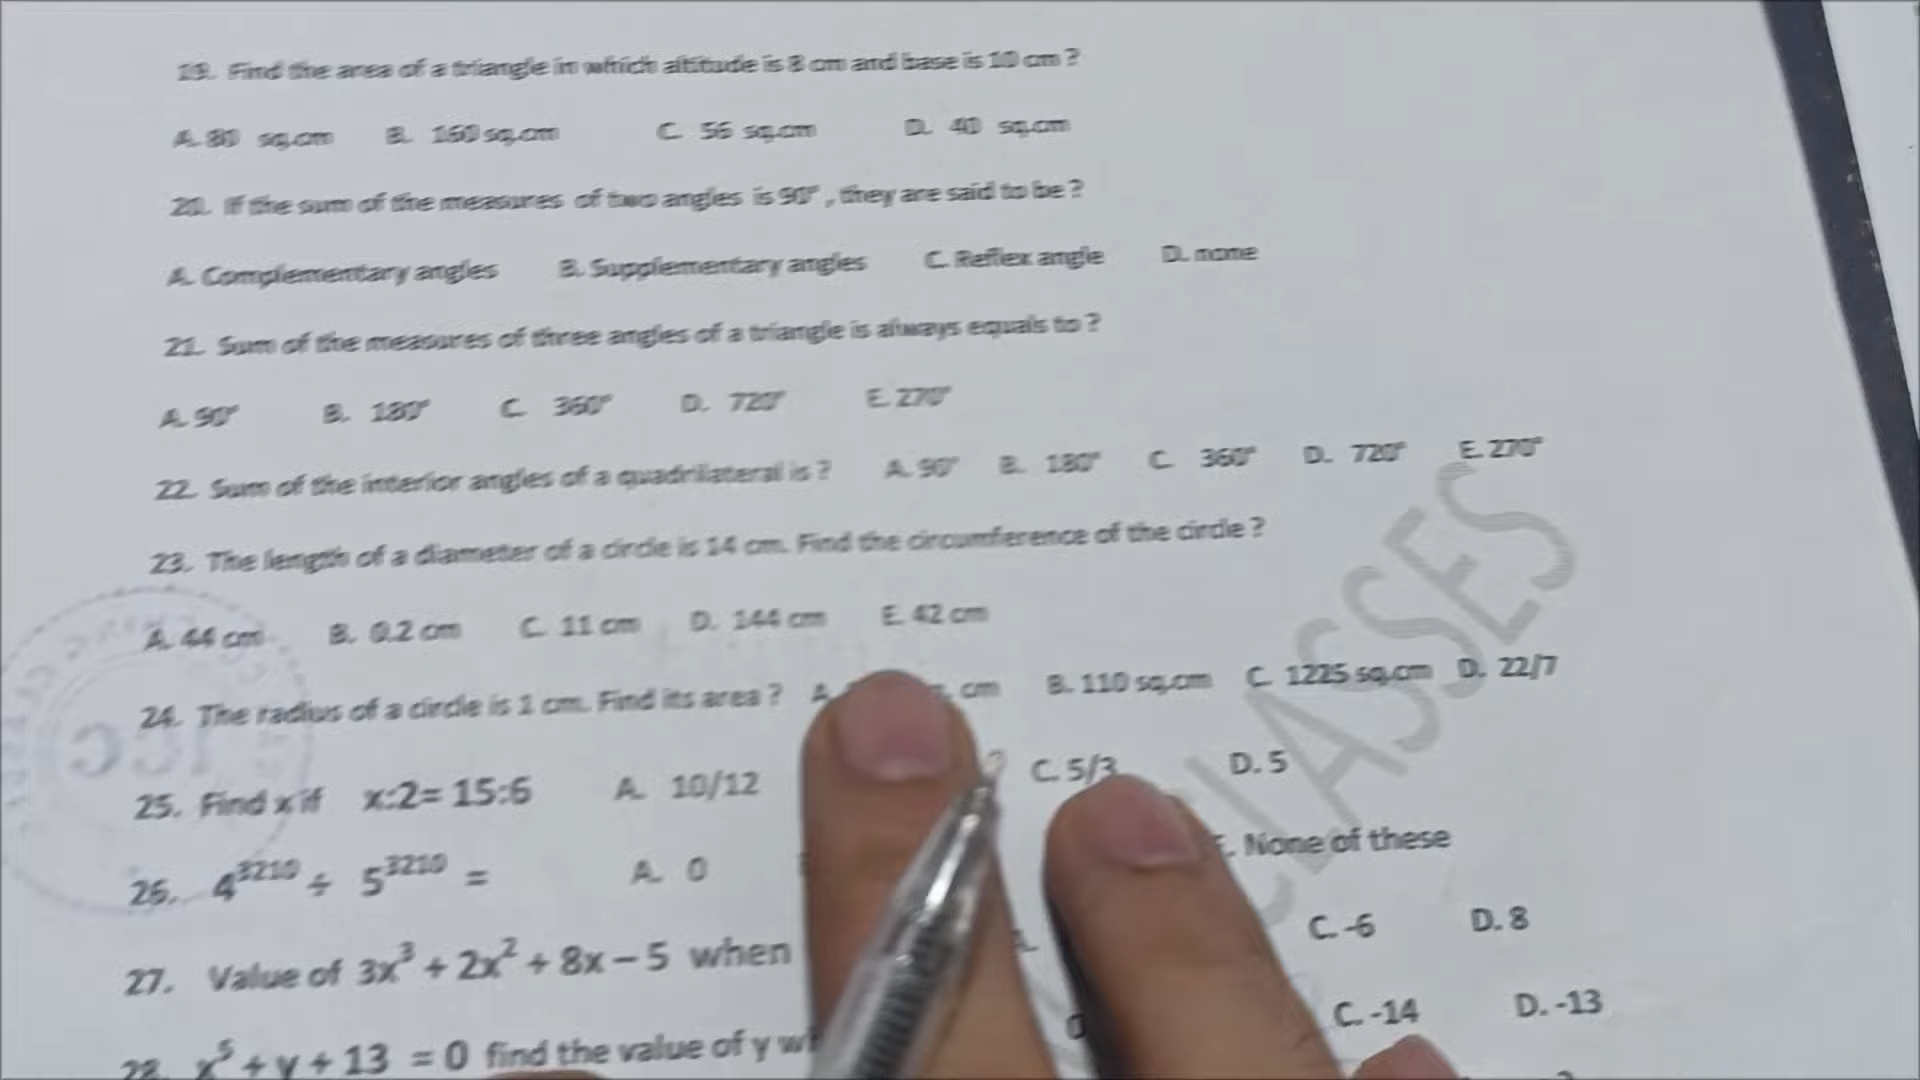 19. Find the area of a triangle in which altitude is 8 cm and base is 10 cm ?
A. 80 sq.cm B. 160 sq.cm C. 56 sq.cm D. 40 sq.cm
20. If the sum of the measures of two angles is 90° , they are said to be ?
A. Complementary angles B. Supplementary angles C. Reflex angle D. none
21. Sum of the measures of three angles of a triangle is always equals to ?
A. 90° B. 180° C. 360° D. 720° E. 270°
22. Sum of the interior angles of a quadrilateral is ? A. 90° B. 180° C. 360° D. 720° E. 270°
23. The length of a diameter of a circle is 14 cm. Find the circumference of the circle ?
A. 44 cm B. 0.2 cm C. 11 cm D. 144 cm E. 42 cm
24. The radius of a circle is 1 cm. Find its area ? A. cm B. 110 sq.cm C. 1225 sq.cm D. 22/7
25. Find x if x:2= 15:6 A. 10/12 C. 5/3 D. 5
26. 4³²¹⁰ ÷ 5³²¹⁰ = A. 0 E. None of these
27. Value of 3x³ + 2x² + 8x – 5 when C. -6 D. 8
28. x⁵ + y + 13 = 0 find the value of y C. -14 D. -13
CLASSES
JCC